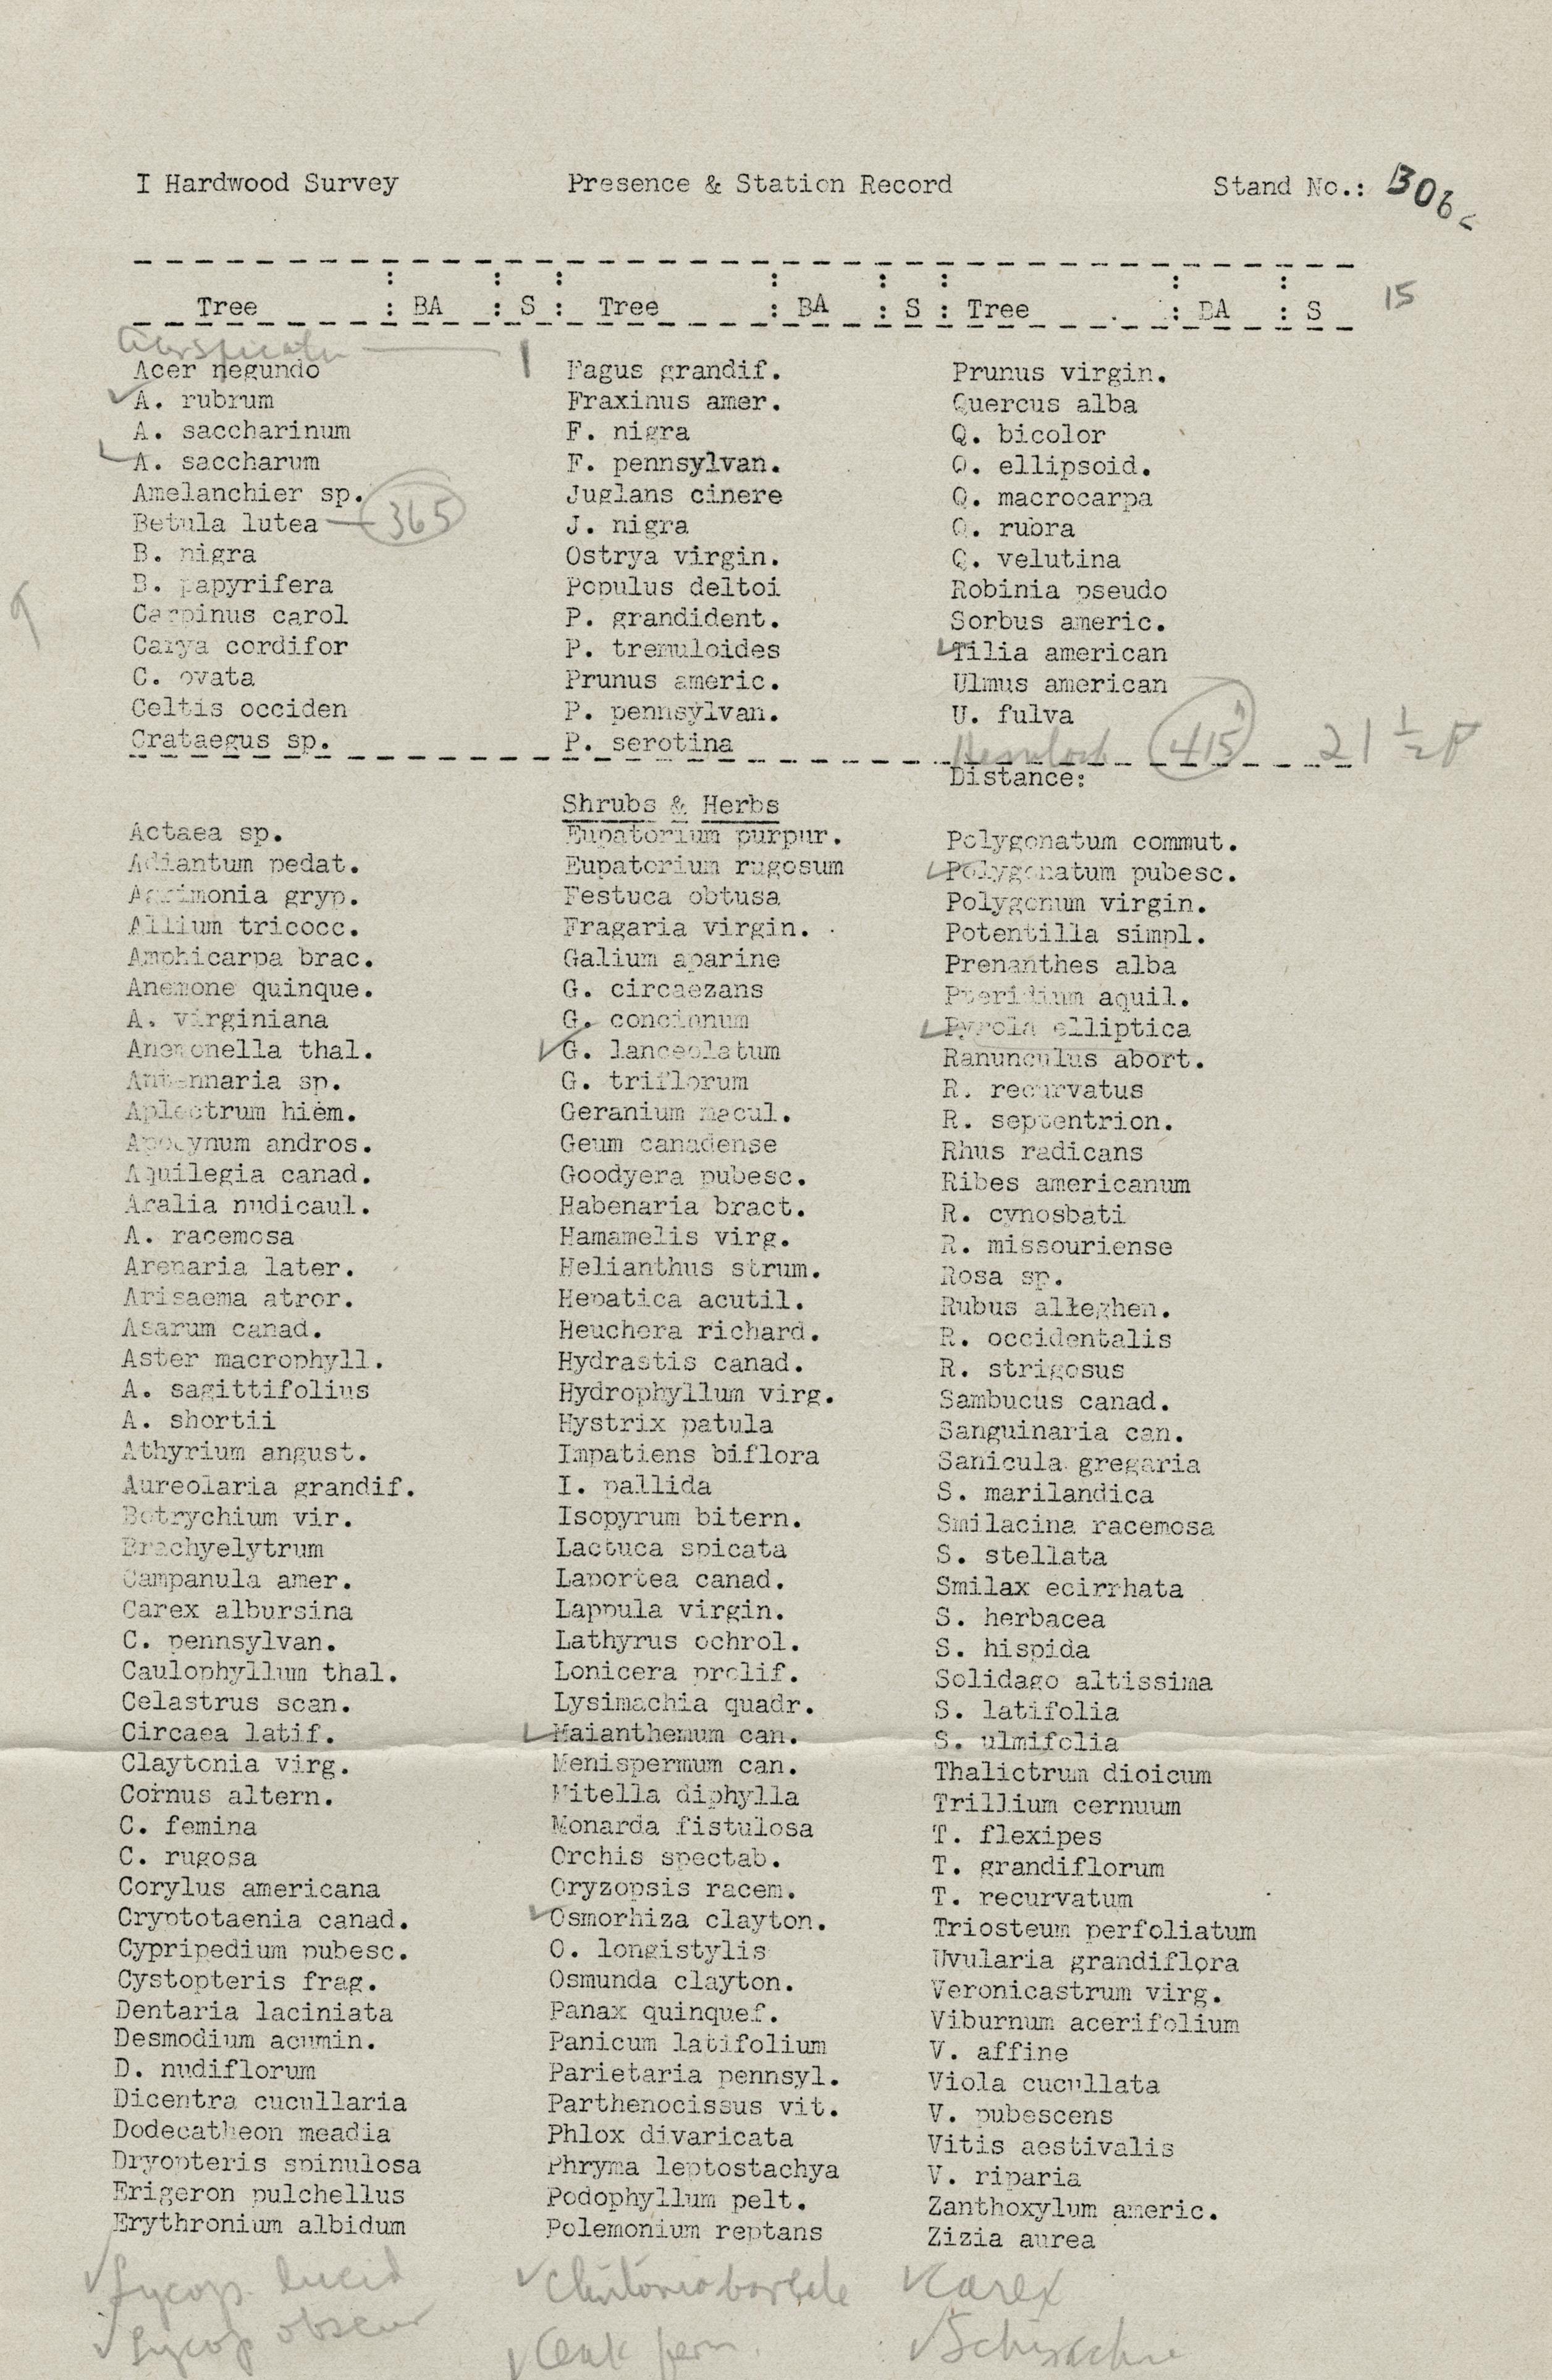 I Hardwood Survey Presence & Station Record Stand No.: B06
Tree : BA : S : Tree : BA : S : Tree : BA : S 15
Acer negundo
✓A. rubrum
A. saccharinum
✓A. saccharum
Amelanchier sp.
Betula lutea — 365
B. nigra
B. papyrifera
Carpinus carol
Carya cordifor
C. ovata
Celtis occiden
Crataegus sp.
Fagus grandif.
Fraxinus amer.
F. nigra
F. pennsylvan.
Juglans cinere
J. nigra
Ostrya virgin.
Populus deltoi
P. grandident.
P. tremuloides
Prunus americ.
P. pennsylvan.
P. serotina
Prunus virgin.
Quercus alba
Q. bicolor
Q. ellipsoid.
Q. macrocarpa
Q. rubra
Q. velutina
Robinia pseudo
Sorbus americ.
✓Tilia american
Ulmus american
U. fulva
Hemlock 415 21 ½
Distance:
Shrubs & Herbs
Actaea sp.
Adiantum pedat.
Agrimonia gryp.
Allium tricocc.
Amphicarpa brac.
Anemone quinque.
A. virginiana
Anemonella thal.
Antennaria sp.
Aplectrum hiem.
Apocynum andros.
Aquilegia canad.
Aralia nudicaul.
A. racemosa
Arenaria later.
Arisaema atror.
Asarum canad.
Aster macrophyll.
A. sagittifolius
A. shortii
Athyrium angust.
Aureolaria grandif.
Botrychium vir.
Brachyelytrum
Campanula amer.
Carex albursina
C. pennsylvan.
Caulophyllum thal.
Celastrus scan.
Circaea latif.
Claytonia virg.
Cornus altern.
C. femina
C. rugosa
Corylus americana
Cryptotaenia canad.
Cypripedium pubesc.
Cystopteris frag.
Dentaria laciniata
Desmodium acumin.
D. nudiflorum
Dicentra cucullaria
Dodecatheon meadia
Dryopteris spinulosa
Erigeron pulchellus
Erythronium albidum
✓Lycop. lucid
✓Lycop obscur
Eupatorium purpur.
Eupatorium rugosum
Festuca obtusa
Fragaria virgin.
Galium aparine
G. circaezans
G. concinnum
✓G. lanceolatum
G. triflorum
Geranium macul.
Geum canadense
Goodyera pubesc.
Habenaria bract.
Hamamelis virg.
Helianthus strum.
Hepatica acutil.
Heuchera richard.
Hydrastis canad.
Hydrophyllum virg.
Hystrix patula
Impatiens biflora
I. pallida
Isopyrum bitern.
Lactuca spicata
Laportea canad.
Lappula virgin.
Lathyrus ochrol.
Lonicera prolif.
Lysimachia quadr.
✓Maianthemum can.
Menispermum can.
Mitella diphylla
Monarda fistulosa
Orchis spectab.
Oryzopsis racem.
✓Osmorhiza clayton.
O. longistylis
Osmunda clayton.
Panax quinquef.
Panicum latifolium
Parietaria pennsyl.
Parthenocissus vit.
Phlox divaricata
Phryma leptostachya
Podophyllum pelt.
Polemonium reptans
✓Clintonia boreale
✓Oak fern.
Polygonatum commut.
✓Polygonatum pubesc.
Polygonum virgin.
Potentilla simpl.
Prenanthes alba
Pteridium aquil.
✓Pyrola elliptica
Ranunculus abort.
R. recurvatus
R. septentrion.
Rhus radicans
Ribes americanum
R. cynosbati
R. missouriense
Rosa sp.
Rubus alleghen.
R. occidentalis
R. strigosus
Sambucus canad.
Sanguinaria can.
Sanicula gregaria
S. marilandica
Smilacina racemosa
S. stellata
Smilax ecirrhata
S. herbacea
S. hispida
Solidago altissima
S. latifolia
S. ulmifolia
Thalictrum dioicum
Trillium cernuum
T. flexipes
T. grandiflorum
T. recurvatum
Triosteum perfoliatum
Uvularia grandiflora
Veronicastrum virg.
Viburnum acerifolium
V. affine
Viola cucullata
V. pubescens
Vitis aestivalis
V. riparia
Zanthoxylum americ.
Zizia aurea
✓Carex